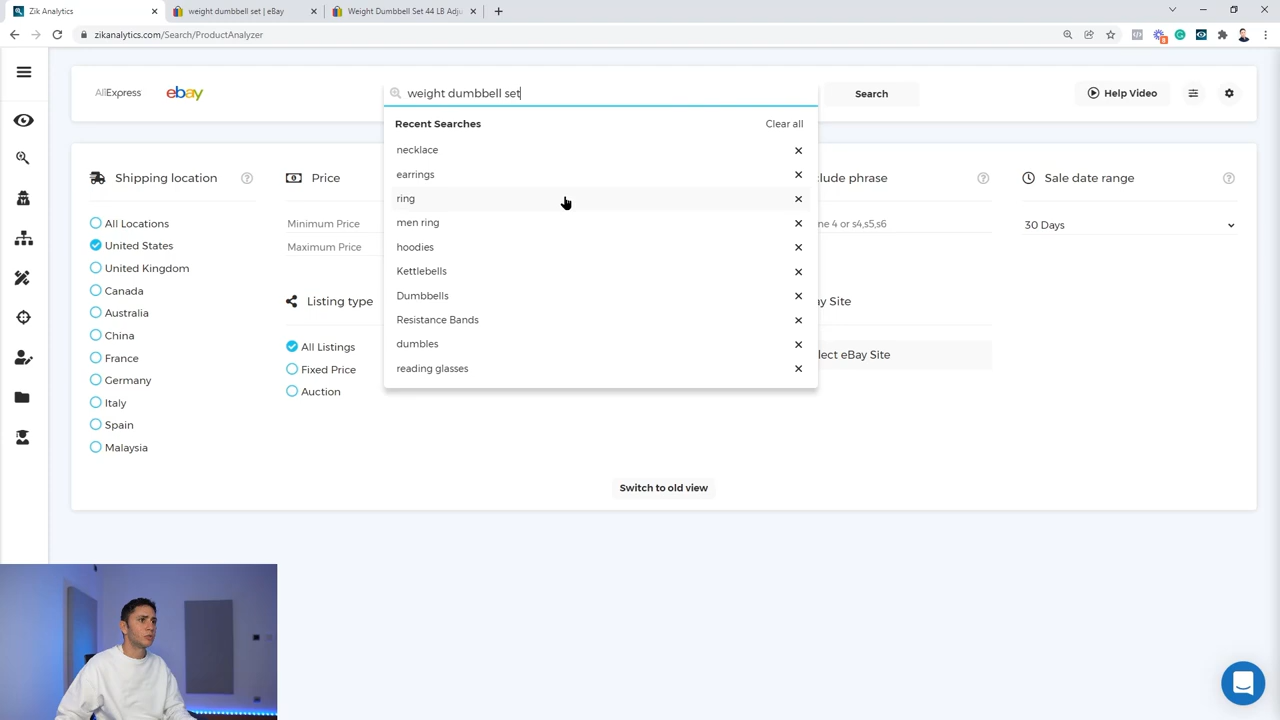 Zik Analytics
weight dumbbell set | eBay
Weight Dumbbell Set 44 LB Adju
zikanalytics.com/Search/ProductAnalyzer
8
AliExpress
ebay
weight dumbbell set
Search
Help Video
Recent Searches
Clear all
necklace
earrings
ring
men ring
hoodies
Kettlebells
Dumbbells
Resistance Bands
dumbles
reading glasses
Shipping location
All Locations
United States
United Kingdom
Canada
Australia
China
France
Germany
Italy
Spain
Malaysia
Price
Minimum Price
Maximum Price
Listing type
All Listings
Fixed Price
Auction
clude phrase
ne 4 or s4,s5,s6
ay Site
lect eBay Site
Sale date range
30 Days
Switch to old view